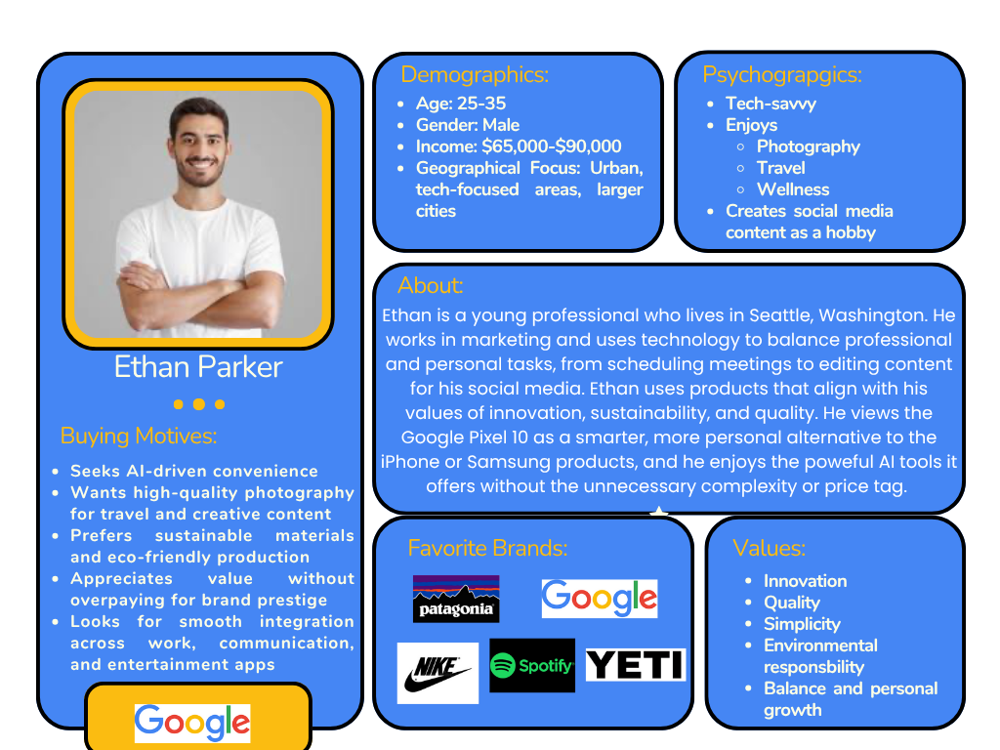 Ethan Parker
Buying Motives:
• Seeks AI-driven convenience
• Wants high-quality photography
for travel and creative content
• Prefers sustainable materials
and eco-friendly production
• Appreciates value without
overpaying for brand prestige
• Looks for smooth integration
across work, communication,
and entertainment apps
Google
Demographics:
• Age: 25-35
• Gender: Male
• Income: $65,000-$90,000
• Geographical Focus: Urban,
tech-focused areas, larger
cities
Psychograpgics:
• Tech-savvy
• Enjoys
◦ Photography
◦ Travel
◦ Wellness
• Creates social media
content as a hobby
About:
Ethan is a young professional who lives in Seattle, Washington. He
works in marketing and uses technology to balance professional
and personal tasks, from scheduling meetings to editing content
for his social media. Ethan uses products that align with his
values of innovation, sustainability, and quality. He views the
Google Pixel 10 as a smarter, more personal alternative to the
iPhone or Samsung products, and he enjoys the poweful AI tools it
offers without the unnecessary complexity or price tag.
Favorite Brands:
patagonia
Google
NIKE
Spotify
YETI
Values:
• Innovation
• Quality
• Simplicity
• Environmental
responsbility
• Balance and personal
growth